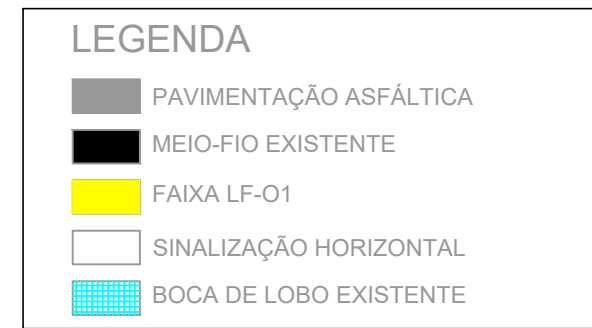 LEGENDA
PAVIMENTAÇÃO ASFÁLTICA
MEIO-FIO EXISTENTE
FAIXA LF-O1
SINALIZAÇÃO HORIZONTAL
BOCA DE LOBO EXISTENTE